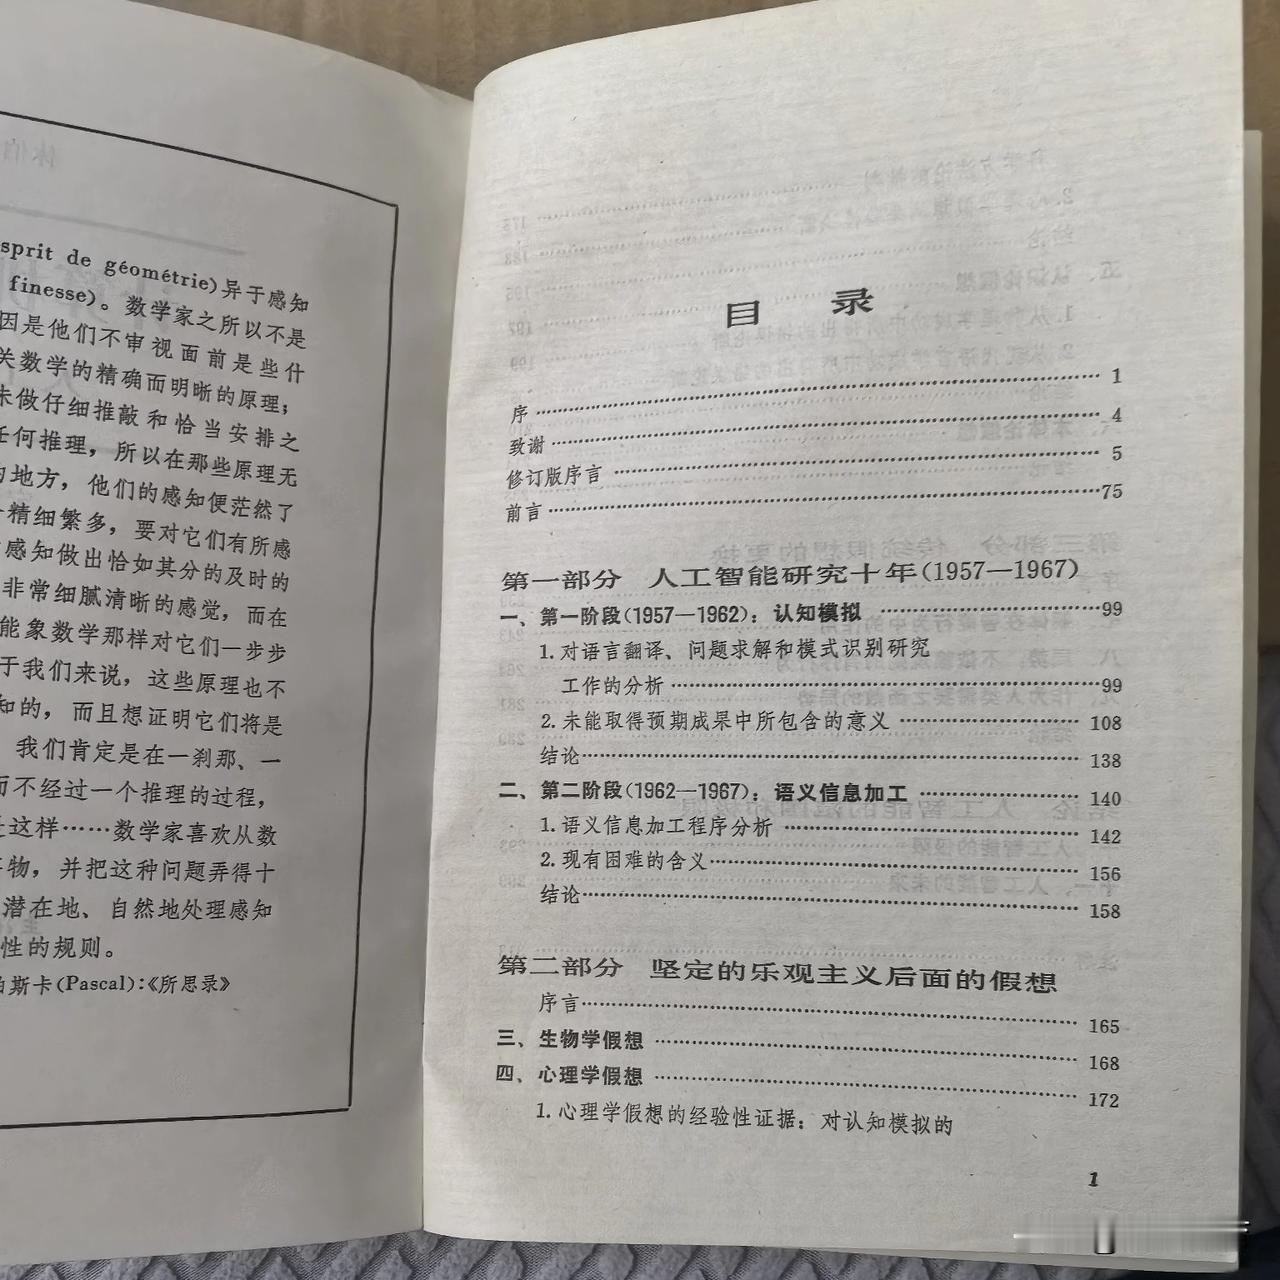 sprit de géométrie)异于感知
finesse)。数学家之所以不是
因是他们不审视面前是些什
关数学的精确而明晰的原理；
未做仔细推敲和恰当安排之
任何推理，所以在那些原理无
的地方，他们的感知便茫然了
精细繁多，要对它们有所感
感知做出恰如其分的及时的
非常细腻清晰的感觉，而在
能象数学那样对它们一步步
于我们来说，这些原理也不
知的，而且想证明它们将是
我们肯定是在一刹那、一
而不经过一个推理的过程，
是这样……数学家喜欢从数
事物，并把这种问题弄得十
潜在地、自然地处理感知
性的规则。
伯斯卡(Pascal)：《所思录》
目 录
序 1
致谢 4
修订版序言 5
前言 75
第一部分 人工智能研究十年(1957—1967)
一、第一阶段(1957—1962)：认知模拟 99
1.对语言翻译、问题求解和模式识别研究
工作的分析 99
2.未能取得预期成果中所包含的意义 108
结论 138
二、第二阶段(1962—1967)：语义信息加工 140
1.语义信息加工程序分析 142
2.现有困难的含义 156
结论 158
第二部分 坚定的乐观主义后面的假想
序言 165
三、生物学假想 168
四、心理学假想 172
1.心理学假想的经验性证据：对认知模拟的
1